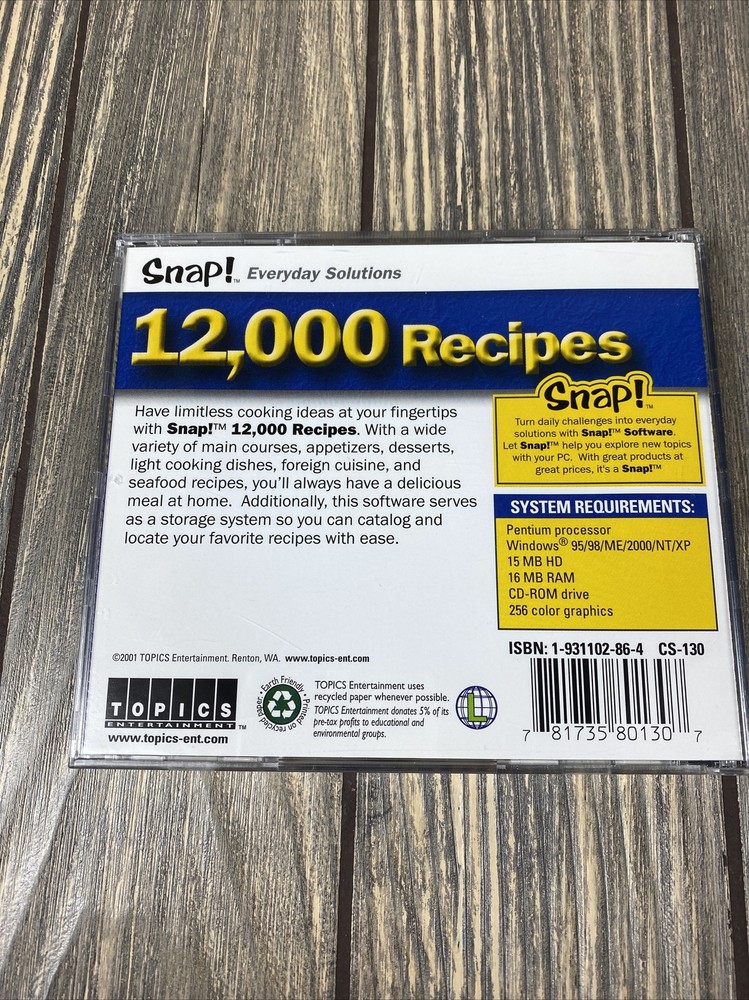 Snap!™ Everyday Solutions
12,000 Recipes
Have limitless cooking ideas at your fingertips
with Snap!™ 12,000 Recipes. With a wide
variety of main courses, appetizers, desserts,
light cooking dishes, foreign cuisine, and
seafood recipes, you'll always have a delicious
meal at home. Additionally, this software serves
as a storage system so you can catalog and
locate your favorite recipes with ease.
Snap!™
Turn daily challenges into everyday
solutions with Snap!™ Software.
Let Snap!™ help you explore new topics
with your PC. With great products at
great prices, it's a Snap!™
SYSTEM REQUIREMENTS:
Pentium processor
Windows® 95/98/ME/2000/NT/XP
15 MB HD
16 MB RAM
CD-ROM drive
256 color graphics
©2001 TOPICS Entertainment. Renton, WA. www.topics-ent.com
TOPICS
ENTERTAINMENT™
www.topics-ent.com
Earth Friendly • Printed on recycled paper •
TOPICS Entertainment uses
recycled paper whenever possible.
TOPICS Entertainment donates 5% of its
pre-tax profits to educational and
environmental groups.
L
ISBN: 1-931102-86-4 CS-130
7 81735 80130 7